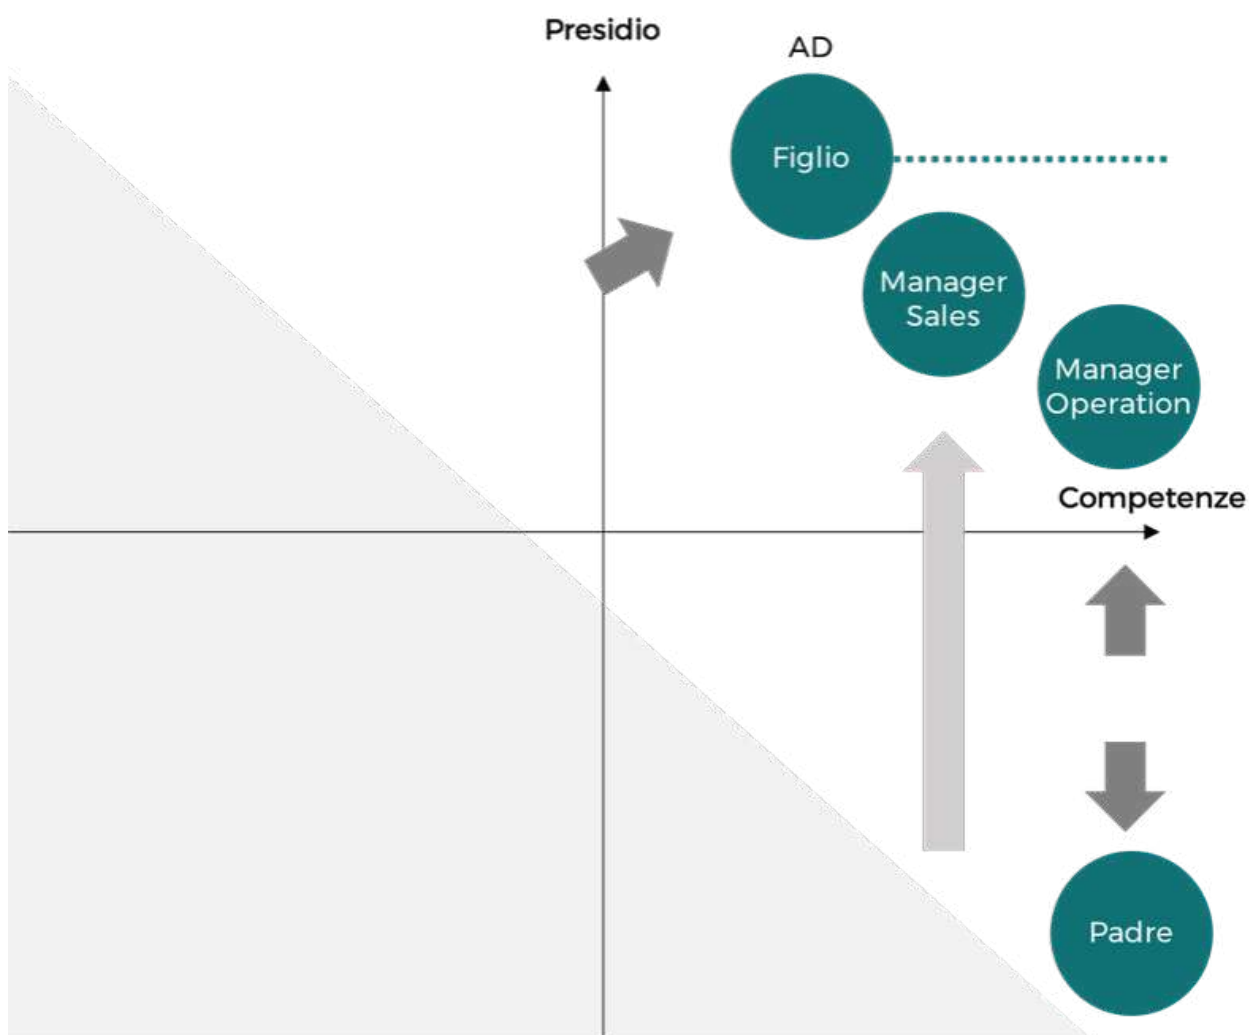 Presidio
AD
Figlio
Manager
Sales
Manager
Operation
Competenze
Padre